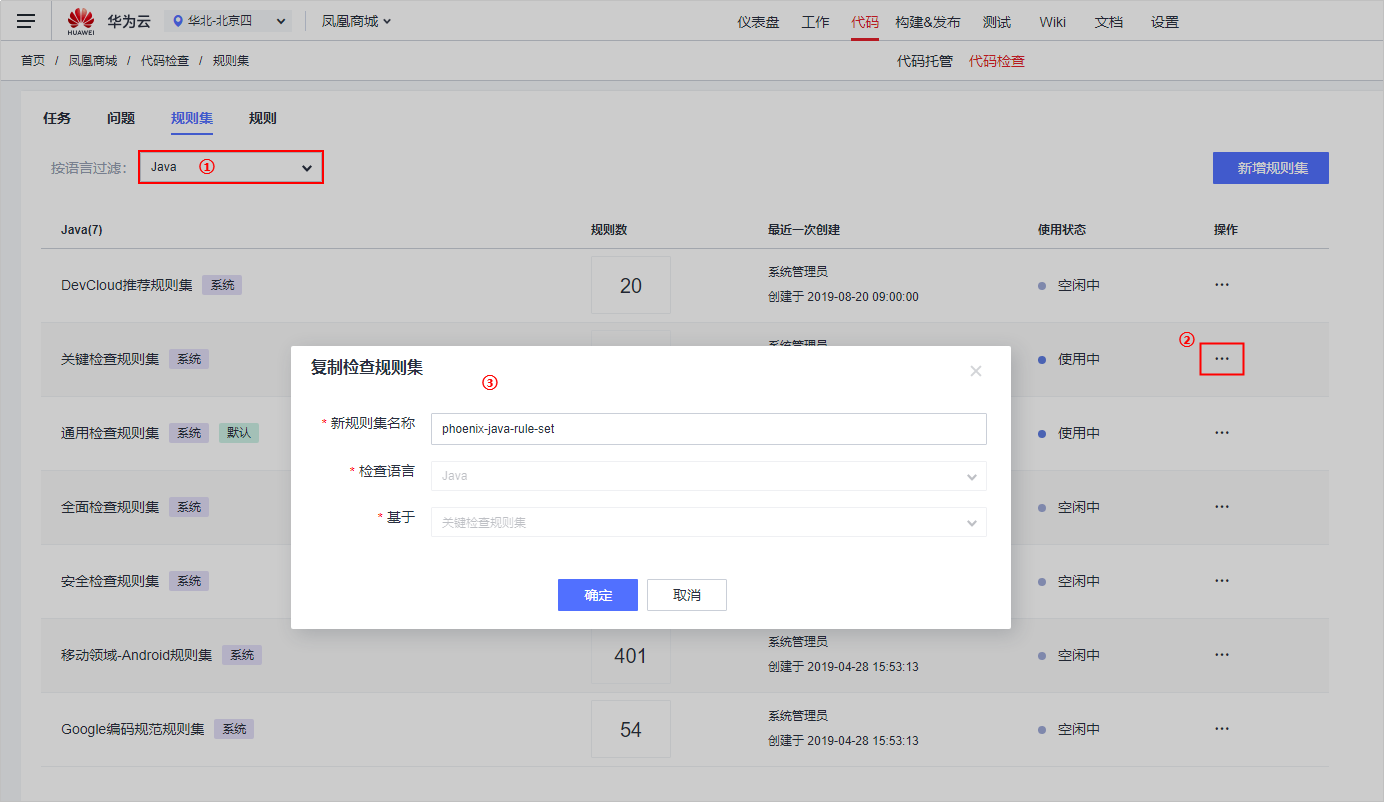 HUAWEI 华为云 华北-北京四 凤凰商城 仪表盘 工作 代码 构建&发布 测试 Wiki 文档 设置
首页 / 凤凰商城 / 代码检查 / 规则集 代码托管 代码检查
任务 问题 规则集 规则
按语言过滤: Java ① 新增规则集
Java(7) 规则数 最近一次创建 使用状态 操作
DevCloud推荐规则集 系统 20 系统管理员 空闲中 ...
创建于 2019-08-20 09:00:00
关键检查规则集 系统 系统管理员 使用中 ② ...
通用检查规则集 系统 默认 使用中 ...
全面检查规则集 系统 空闲中 ...
安全检查规则集 系统 空闲中 ...
复制检查规则集
③
* 新规则集名称 phoenix-java-rule-set
* 检查语言 Java
* 基于 关键检查规则集
确定 取消
移动领域-Android规则集 系统 401 系统管理员 空闲中 ...
创建于 2019-04-28 15:53:13
Google编码规范规则集 系统 54 系统管理员 空闲中 ...
创建于 2019-04-28 15:53:13